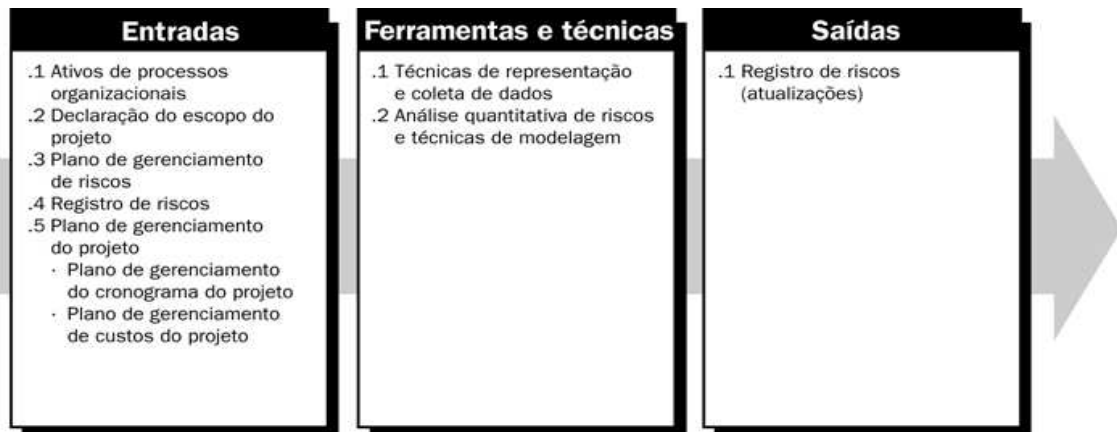 Entradas
.1 Ativos de processos
organizacionais
.2 Declaração do escopo do
projeto
.3 Plano de gerenciamento
de riscos
.4 Registro de riscos
.5 Plano de gerenciamento
do projeto
· Plano de gerenciamento
do cronograma do projeto
· Plano de gerenciamento
de custos do projeto
Ferramentas e técnicas
.1 Técnicas de representação
e coleta de dados
.2 Análise quantitativa de riscos
e técnicas de modelagem
Saídas
.1 Registro de riscos
(atualizações)